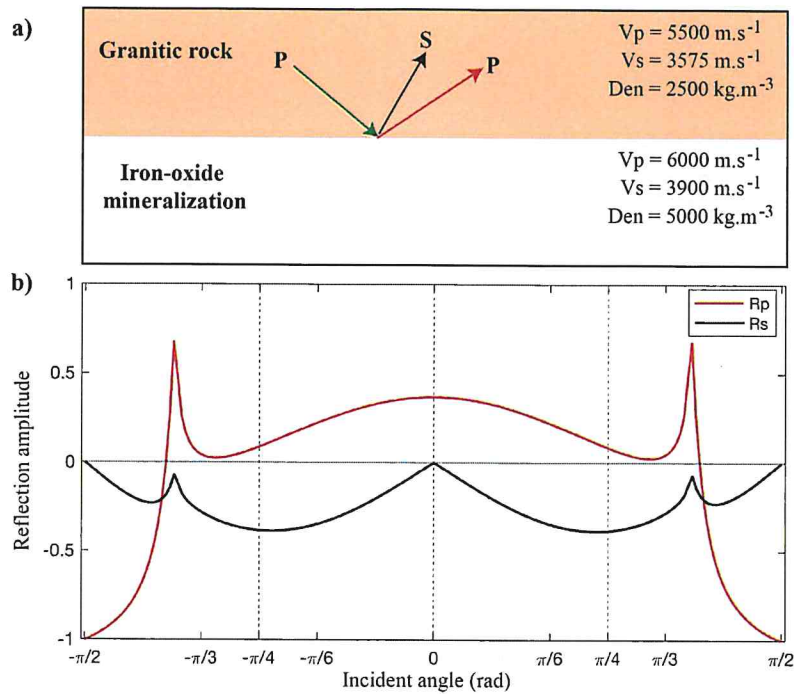 a)
Granitic rock
P
S
P
Vp = 5500 m.s⁻¹
Vs = 3575 m.s⁻¹
Den = 2500 kg.m⁻³
Iron-oxide
mineralization
Vp = 6000 m.s⁻¹
Vs = 3900 m.s⁻¹
Den = 5000 kg.m⁻³
b)
Reflection amplitude
1
0.5
0
-0.5
-1
Rp
Rs
-π/2
-π/3
-π/4
-π/6
0
π/6
π/4
π/3
π/2
Incident angle (rad)